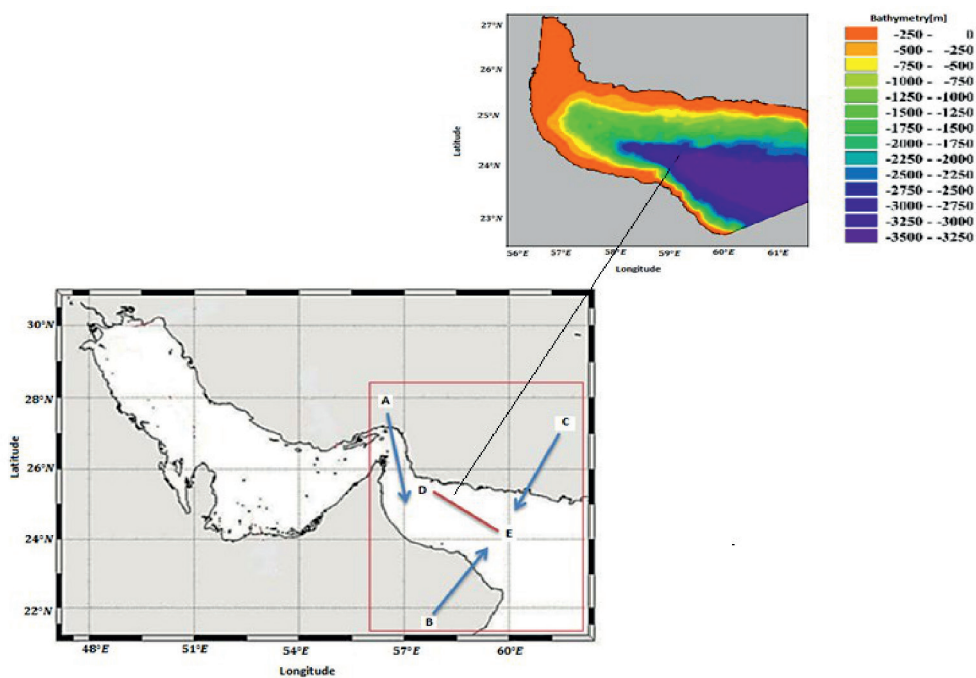 Bathymetry[m]
-250 - 0
-500 - -250
-750 - -500
-1000 - -750
-1250 - -1000
-1500 - -1250
-1750 - -1500
-2000 - -1750
-2250 - -2000
-2500 - -2250
-2750 - -2500
-3000 - -2750
-3250 - -3000
-3500 - -3250
27°N
26°N
25°N
24°N
23°N
Latitude
56°E 57°E 58°E 59°E 60°E 61°E
Longitude
30°N
28°N
26°N
24°N
22°N
Latitude
A
C
D
E
B
48°E 51°E 54°E 57°E 60°E
Longitude